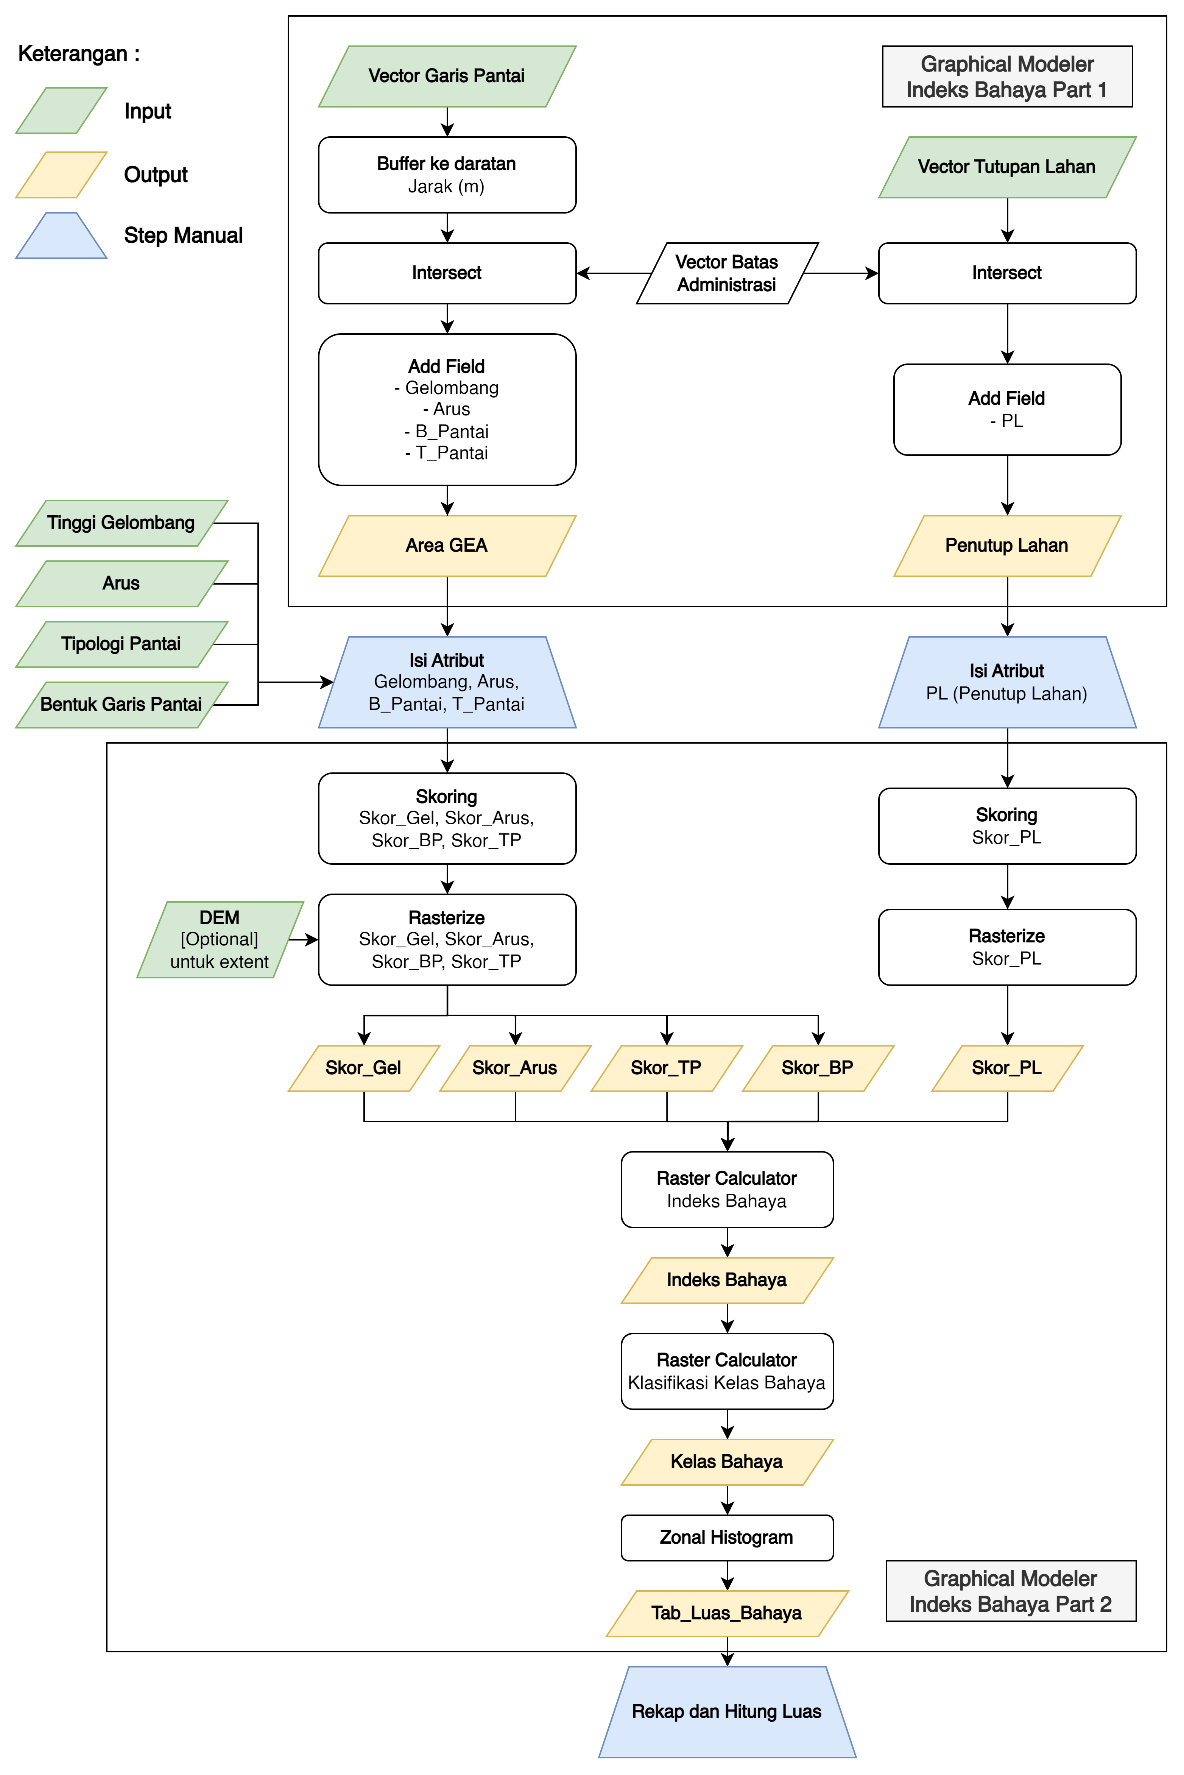 Keterangan :
Input
Output
Step Manual
Graphical Modeler
Indeks Bahaya Part 1
Vector Garis Pantai
Buffer ke daratan
Jarak (m)
Vector Tutupan Lahan
Intersect
Vector Batas
Administrasi
Intersect
Add Field
- Gelombang
- Arus
- B_Pantai
- T_Pantai
Add Field
- PL
Area GEA
Penutup Lahan
Tinggi Gelombang
Arus
Tipologi Pantai
Bentuk Garis Pantai
Isi Atribut
Gelombang, Arus,
B_Pantai, T_Pantai
Isi Atribut
PL (Penutup Lahan)
Skoring
Skor_Gel, Skor_Arus,
Skor_BP, Skor_TP
Skoring
Skor_PL
DEM
[Optional]
untuk extent
Rasterize
Skor_Gel, Skor_Arus,
Skor_BP, Skor_TP
Rasterize
Skor_PL
Skor_Gel
Skor_Arus
Skor_TP
Skor_BP
Skor_PL
Raster Calculator
Indeks Bahaya
Indeks Bahaya
Raster Calculator
Klasifikasi Kelas Bahaya
Kelas Bahaya
Zonal Histogram
Tab_Luas_Bahaya
Graphical Modeler
Indeks Bahaya Part 2
Rekap dan Hitung Luas